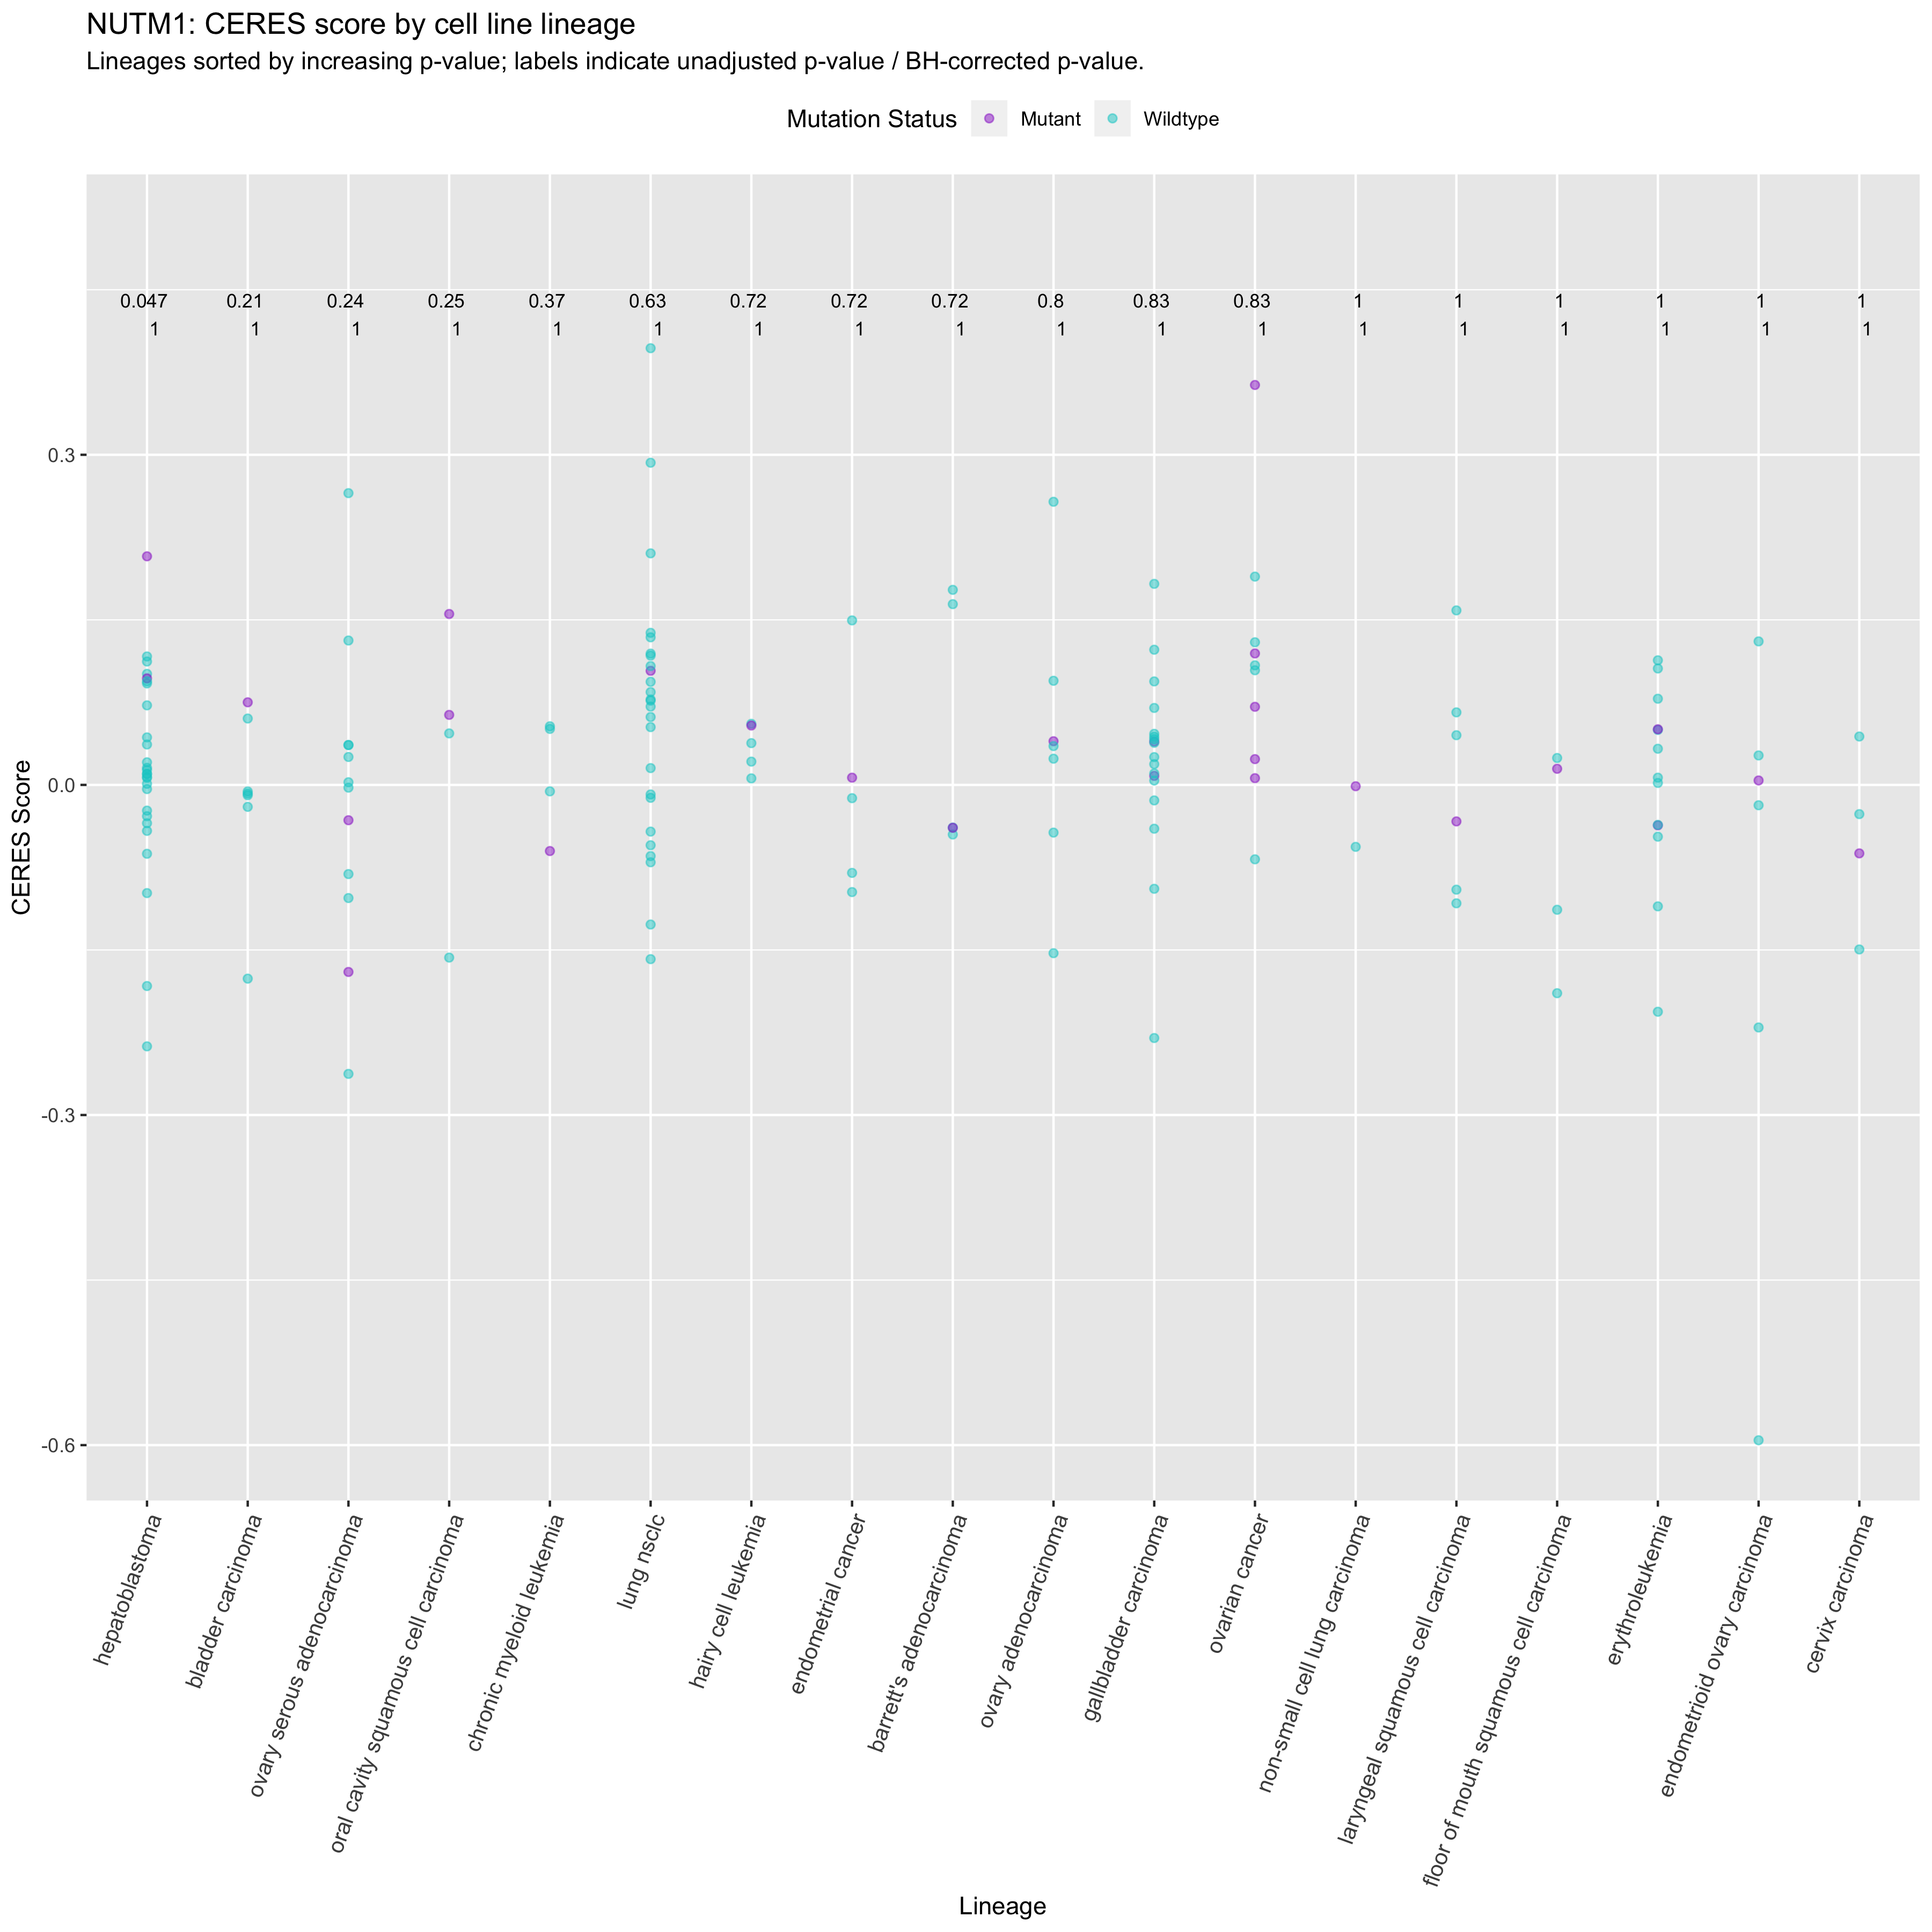 NUTM1: CERES score by cell line lineage
Lineages sorted by increasing p-value; labels indicate unadjusted p-value / BH-corrected p-value.
Mutation Status Mutant Wildtype
0.047 0.21 0.24 0.25 0.37 0.63 0.72 0.72 0.72 0.8 0.83 0.83 1 1 1 1 1 1
1 1 1 1 1 1 1 1 1 1 1 1 1 1 1 1 1 1
0.3
0.0
-0.3
-0.6
CERES Score
hepatoblastoma
bladder carcinoma
ovary serous adenocarcinoma
oral cavity squamous cell carcinoma
chronic myeloid leukemia
lung nsclc
hairy cell leukemia
endometrial cancer
barrett's adenocarcinoma
ovary adenocarcinoma
gallbladder carcinoma
ovarian cancer
non-small cell lung carcinoma
laryngeal squamous cell carcinoma
floor of mouth squamous cell carcinoma
erythroleukemia
endometrioid ovary carcinoma
cervix carcinoma
Lineage